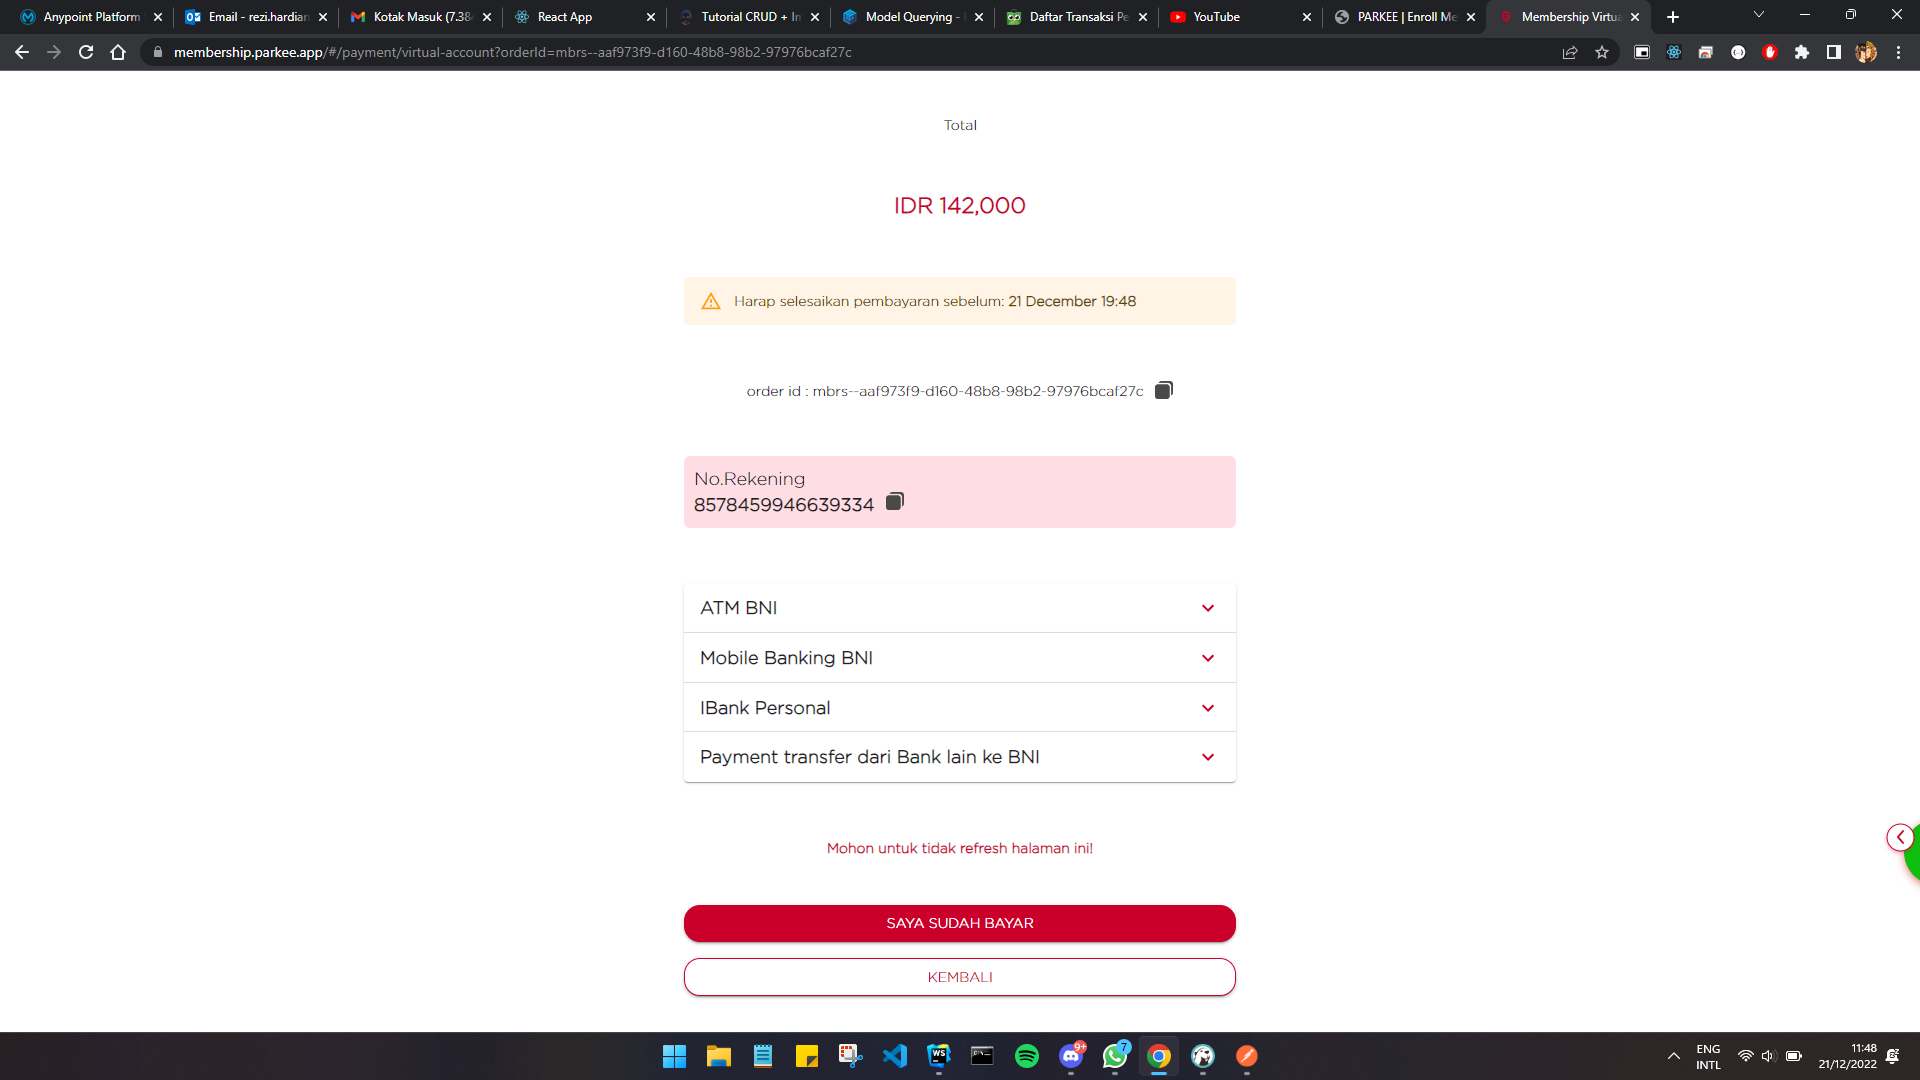 Anypoint Platform
Email - rezi.hardian
Kotak Masuk (7.38
React App
Tutorial CRUD + Im
Model Querying -
Daftar Transaksi Pe
YouTube
PARKEE | Enroll Me
Membership Virtua
membership.parkee.app/#/payment/virtual-account?orderId=mbrs--aaf973f9-d160-48b8-98b2-97976bcaf27c
Total
IDR 142,000
Harap selesaikan pembayaran sebelum: 21 December 19:48
order id : mbrs--aaf973f9-d160-48b8-98b2-97976bcaf27c
No.Rekening
8578459946639334
ATM BNI
Mobile Banking BNI
IBank Personal
Payment transfer dari Bank lain ke BNI
Mohon untuk tidak refresh halaman ini!
SAYA SUDAH BAYAR
KEMBALI
9+
7
ENG
INTL
11:48
21/12/2022